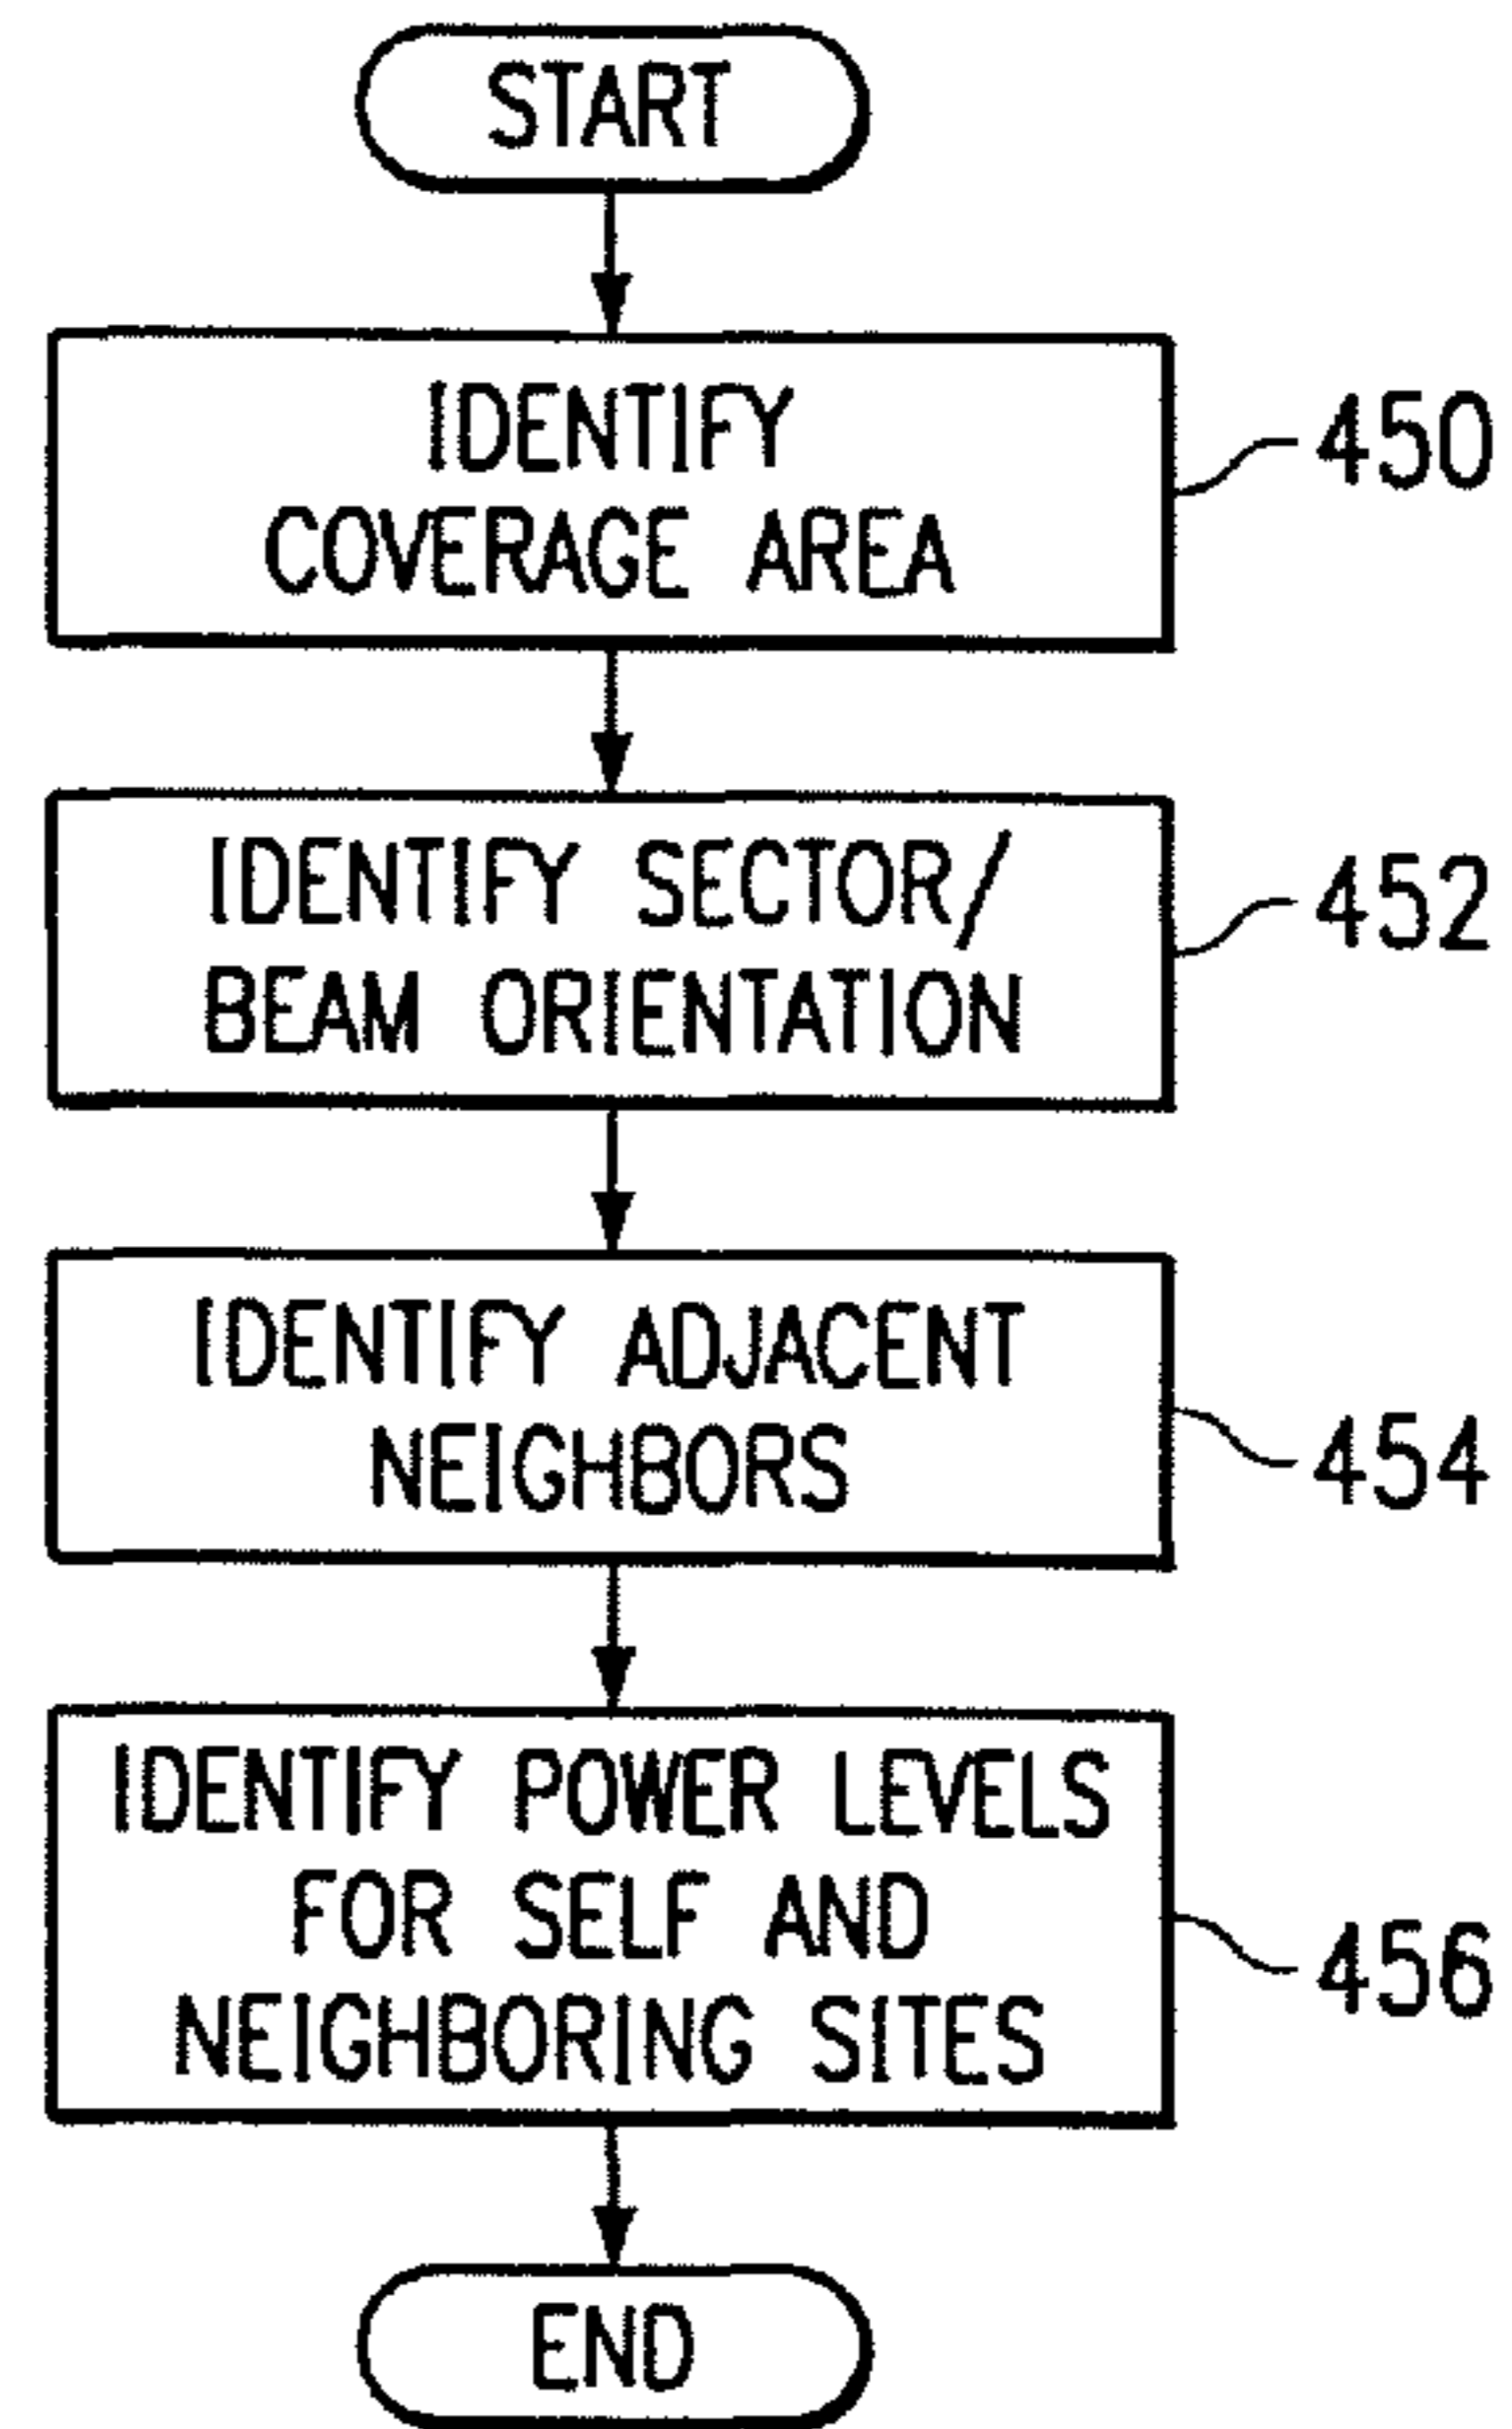 START
IDENTIFY
COVERAGE AREA
450
IDENTIFY SECTOR/
BEAM ORIENTATION
452
IDENTIFY ADJACENT
NEIGHBORS
454
IDENTIFY POWER LEVELS
FOR SELF AND
NEIGHBORING SITES
456
END